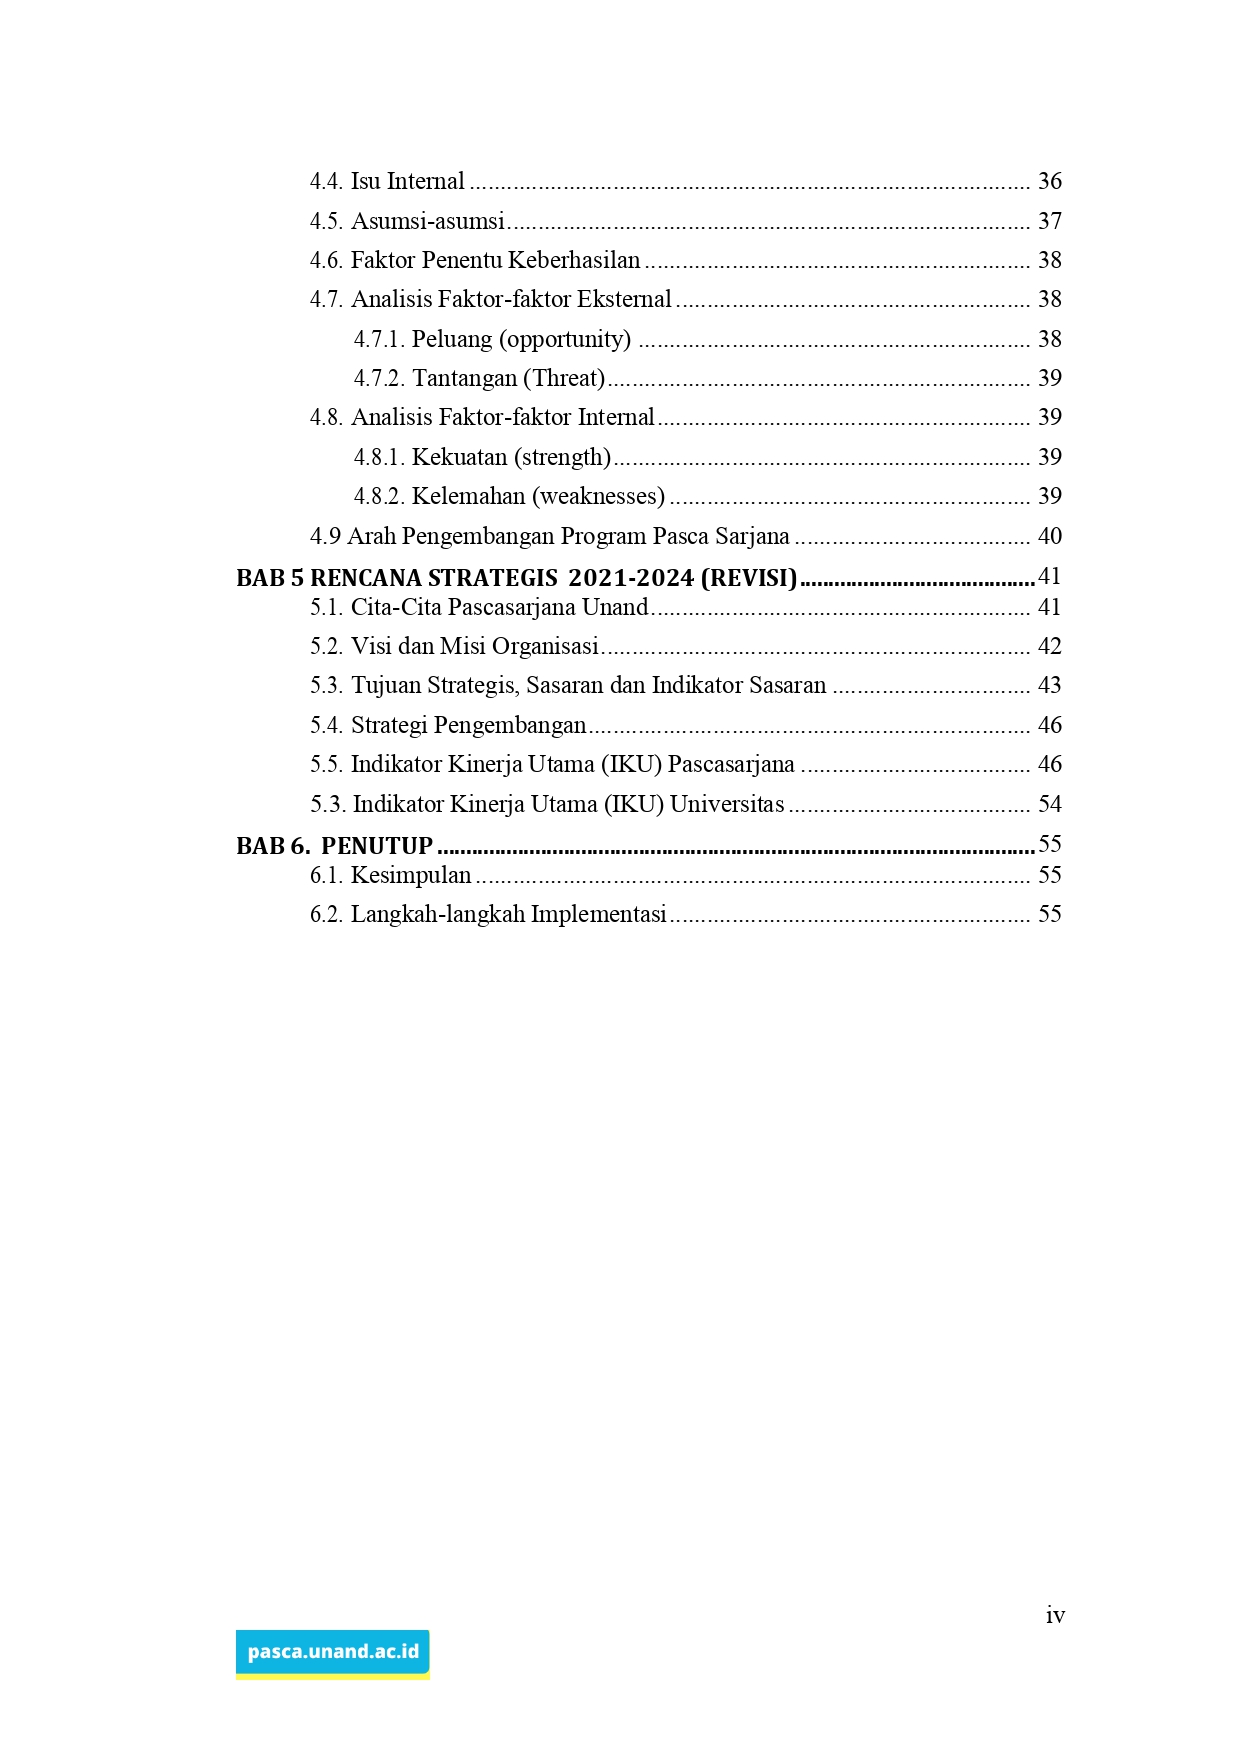 4.4. Isu Internal ........................................................................................ 36
4.5. Asumsi-asumsi................................................................................... 37
4.6. Faktor Penentu Keberhasilan ............................................................. 38
4.7. Analisis Faktor-faktor Eksternal ........................................................ 38
4.7.1. Peluang (opportunity) .............................................................. 38
4.7.2. Tantangan (Threat)................................................................... 39
4.8. Analisis Faktor-faktor Internal........................................................... 39
4.8.1. Kekuatan (strength).................................................................. 39
4.8.2. Kelemahan (weaknesses) ......................................................... 39
4.9 Arah Pengembangan Program Pasca Sarjana ..................................... 40
BAB 5 RENCANA STRATEGIS 2021-2024 (REVISI)........................................ 41
5.1. Cita-Cita Pascasarjana Unand............................................................ 41
5.2. Visi dan Misi Organisasi.................................................................... 42
5.3. Tujuan Strategis, Sasaran dan Indikator Sasaran ............................... 43
5.4. Strategi Pengembangan...................................................................... 46
5.5. Indikator Kinerja Utama (IKU) Pascasarjana .................................... 46
5.3. Indikator Kinerja Utama (IKU) Universitas ...................................... 54
BAB 6. PENUTUP ....................................................................................................... 55
6.1. Kesimpulan ........................................................................................ 55
6.2. Langkah-langkah Implementasi......................................................... 55
iv
pasca.unand.ac.id